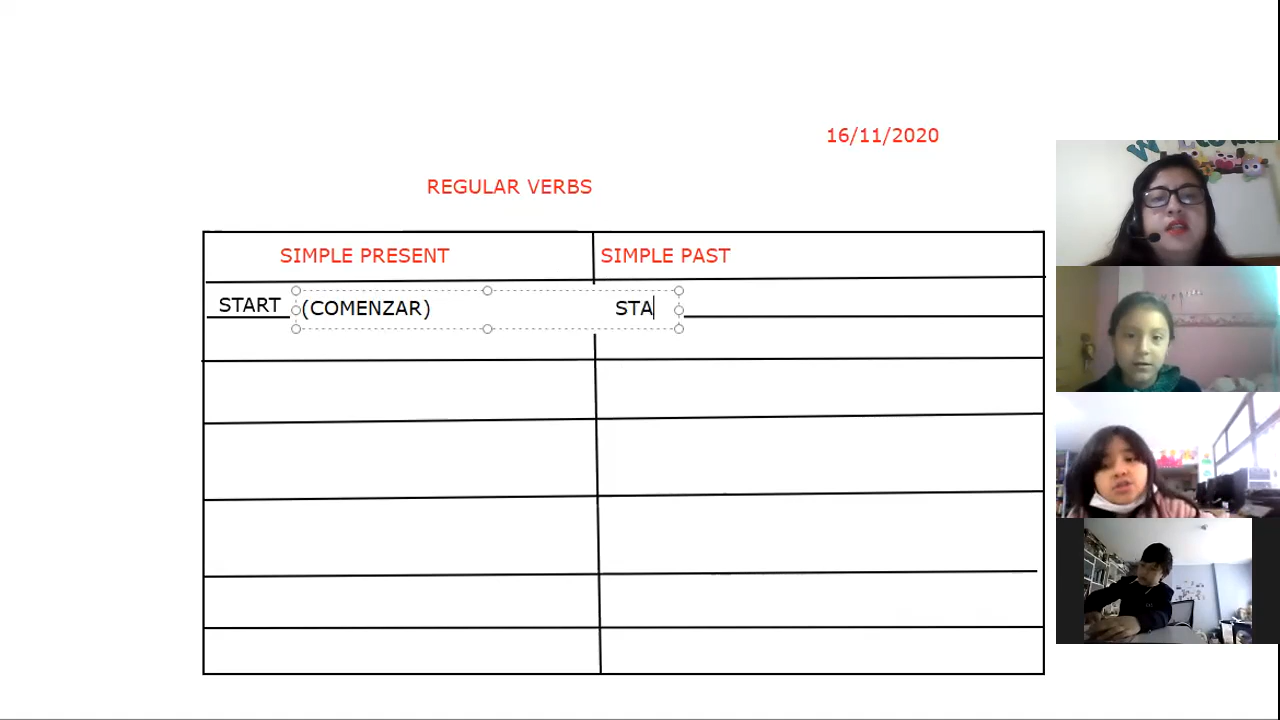 16/11/2020
REGULAR VERBS
SIMPLE PRESENT SIMPLE PAST
START (COMENZAR) STA